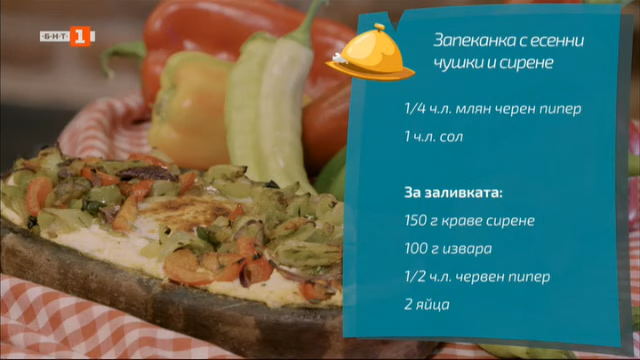 БНТ 1
Запеканка с есенни
чушки и сирене
1/4 ч.л. млян черен пипер
1 ч.л. сол
За заливката:
150 г краве сирене
100 г извара
1/2 ч.л. червен пипер
2 яйца